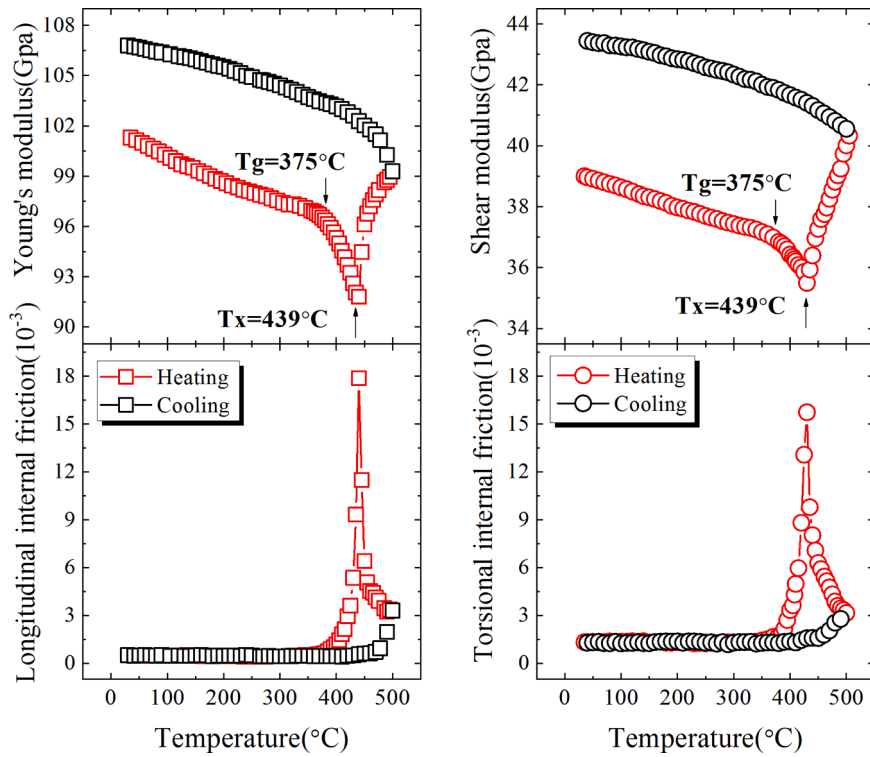 Young's modulus(Gpa)
108
105
102
99
96
93
90
Tg=375°C
Tx=439°C
Shear modulus(Gpa)
44
42
40
38
36
34
Tg=375°C
Tx=439°C
Longitudinal internal friction(10-3)
18
15
12
9
6
3
0
Heating
Cooling
0 100 200 300 400 500
Temperature(°C)
Torsional internal friction(10-3)
18
15
12
9
6
3
0
Heating
Cooling
0 100 200 300 400 500
Temperature(°C)